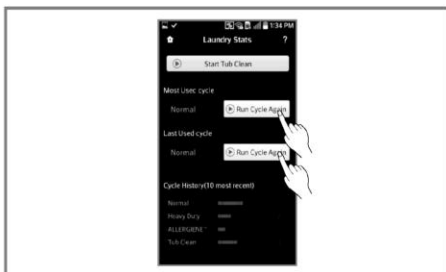 1:34 PM
Laundry Stats ?
Start Tub Clean
Most Used cycle
Normal Run Cycle Again
Last Used cycle
Normal Run Cycle Again
Cycle History(10 most recent)
Normal
Heavy Duty
ALLERGIENE™
Tub Clean